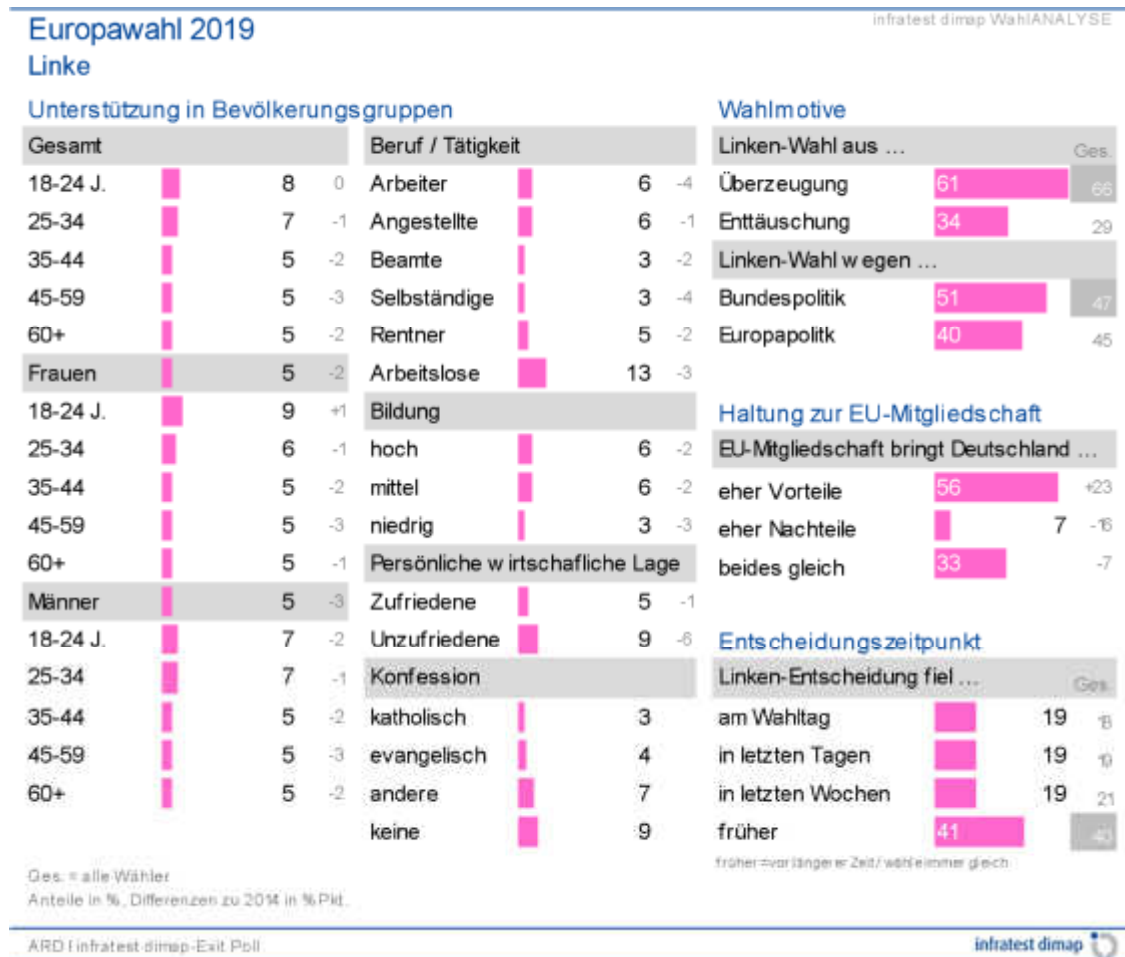 infratest dimap WahlANALYSE
Europawahl 2019
Linke
Unterstützung in Bevölkerungsgruppen
Gesamt
18-24 J. 8 0
25-34 7 -1
35-44 5 -2
45-59 5 -3
60+ 5 -2
Frauen 5 -2
18-24 J. 9 +1
25-34 6 -1
35-44 5 -2
45-59 5 -3
60+ 5 -1
Männer 5 -3
18-24 J. 7 -2
25-34 7 -1
35-44 5 -2
45-59 5 -3
60+ 5 -2
Beruf / Tätigkeit
Arbeiter 6 -4
Angestellte 6 -1
Beamte 3 -2
Selbständige 3 -4
Rentner 5 -2
Arbeitslose 13 -3
Bildung
hoch 6 -2
mittel 6 -2
niedrig 3 -3
Persönliche wirtschafliche Lage
Zufriedene 5 -1
Unzufriedene 9 -6
Konfession
katholisch 3
evangelisch 4
andere 7
keine 9
Wahlmotive
Linken-Wahl aus ... Ges.
Überzeugung 61 66
Enttäuschung 34 29
Linken-Wahl wegen ...
Bundespolitik 51 47
Europapolitk 40 45
Haltung zur EU-Mitgliedschaft
EU-Mitgliedschaft bringt Deutschland ...
eher Vorteile 56 +23
eher Nachteile 7 -16
beides gleich 33 -7
Entscheidungszeitpunkt
Linken-Entscheidung fiel ... Ges.
am Wahltag 19 18
in letzten Tagen 19 19
in letzten Wochen 19 21
früher 41 40
früher=vor längerer Zeit/ wähle immer gleich
Ges. = alle Wähler
Anteile in %, Differenzen zu 2014 in %Pkt.
ARD I infratest dimap-Exit Poll
infratest dimap